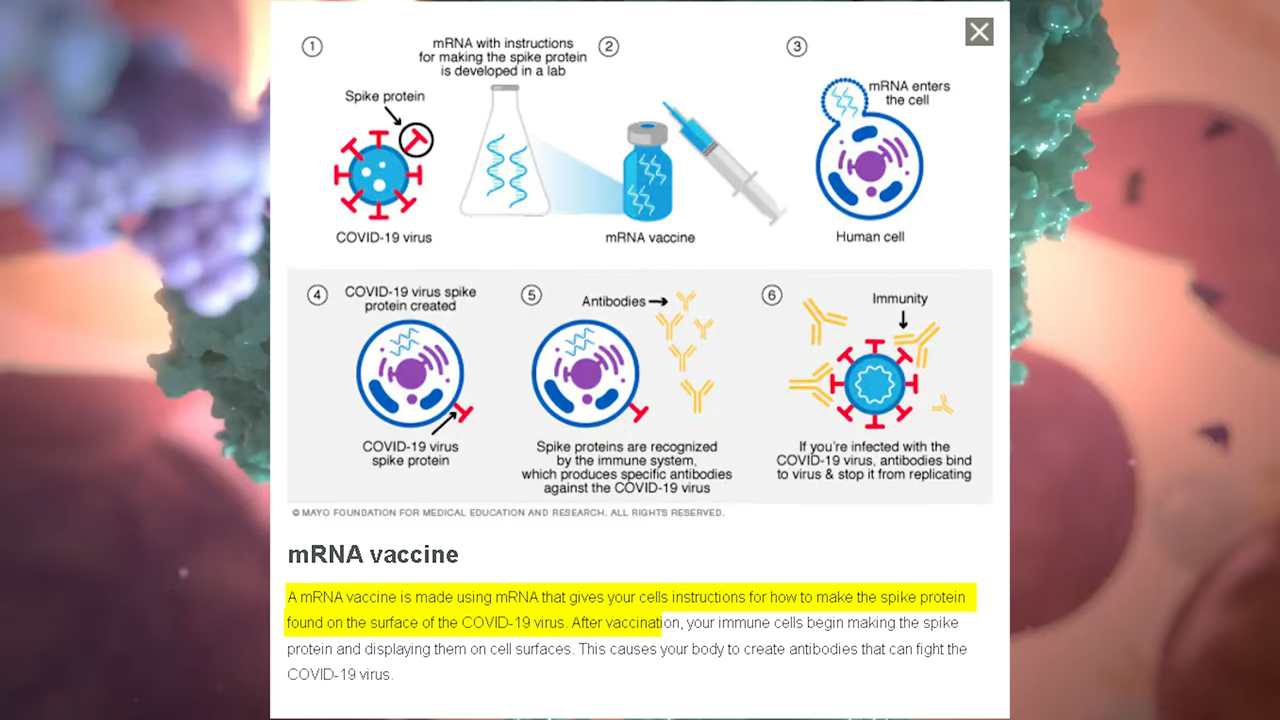 1
mRNA with instructions
for making the spike protein
is developed in a lab
2
3
Spike protein
mRNA enters
the cell
COVID-19 virus
mRNA vaccine
Human cell
4
COVID-19 virus spike
protein created
5
Antibodies
6
Immunity
COVID-19 virus
spike protein
Spike proteins are recognized
by the immune system,
which produces specific antibodies
against the COVID-19 virus
If you're infected with the
COVID-19 virus, antibodies bind
to virus & stop it from replicating
© MAYO FOUNDATION FOR MEDICAL EDUCATION AND RESEARCH. ALL RIGHTS RESERVED.
mRNA vaccine
A mRNA vaccine is made using mRNA that gives your cells instructions for how to make the spike protein
found on the surface of the COVID-19 virus. After vaccination, your immune cells begin making the spike
protein and displaying them on cell surfaces. This causes your body to create antibodies that can fight the
COVID-19 virus.